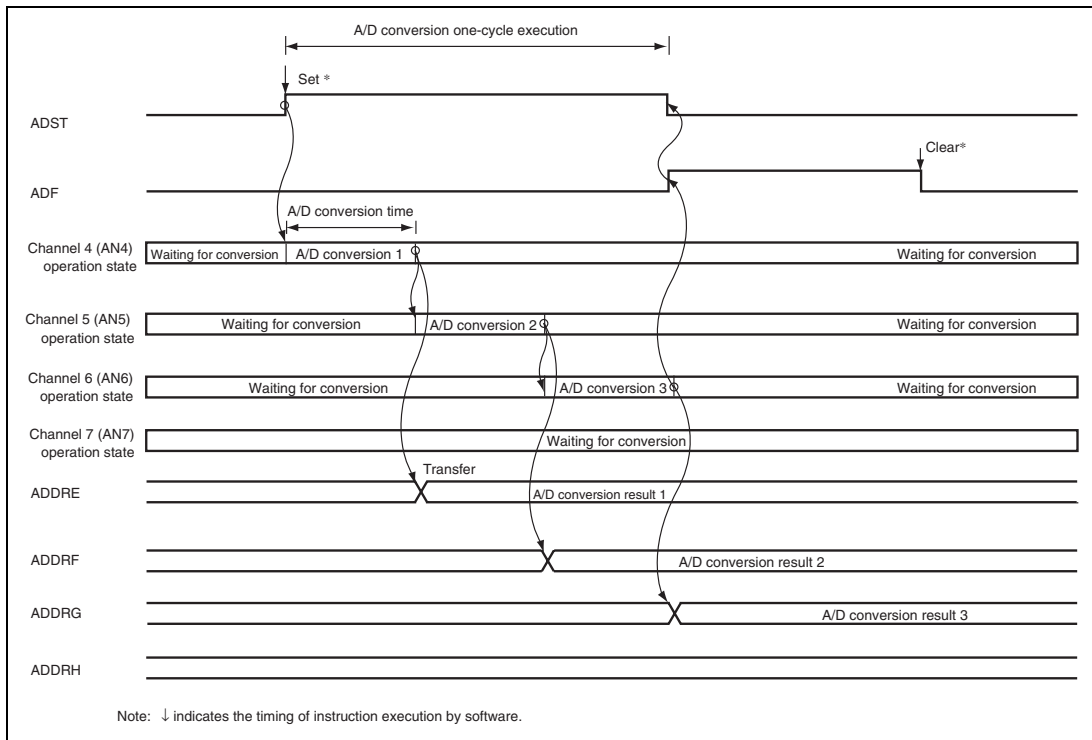 A/D conversion one-cycle execution
Set *
ADST
Clear*
ADF
A/D conversion time
Channel 4 (AN4)
operation state
Waiting for conversion
A/D conversion 1
Waiting for conversion
Channel 5 (AN5)
operation state
Waiting for conversion
A/D conversion 2
Waiting for conversion
Channel 6 (AN6)
operation state
Waiting for conversion
A/D conversion 3
Waiting for conversion
Channel 7 (AN7)
operation state
Waiting for conversion
Transfer
ADDRE
A/D conversion result 1
ADDRF
A/D conversion result 2
ADDRG
A/D conversion result 3
ADDRH
Note: ↓ indicates the timing of instruction execution by software.